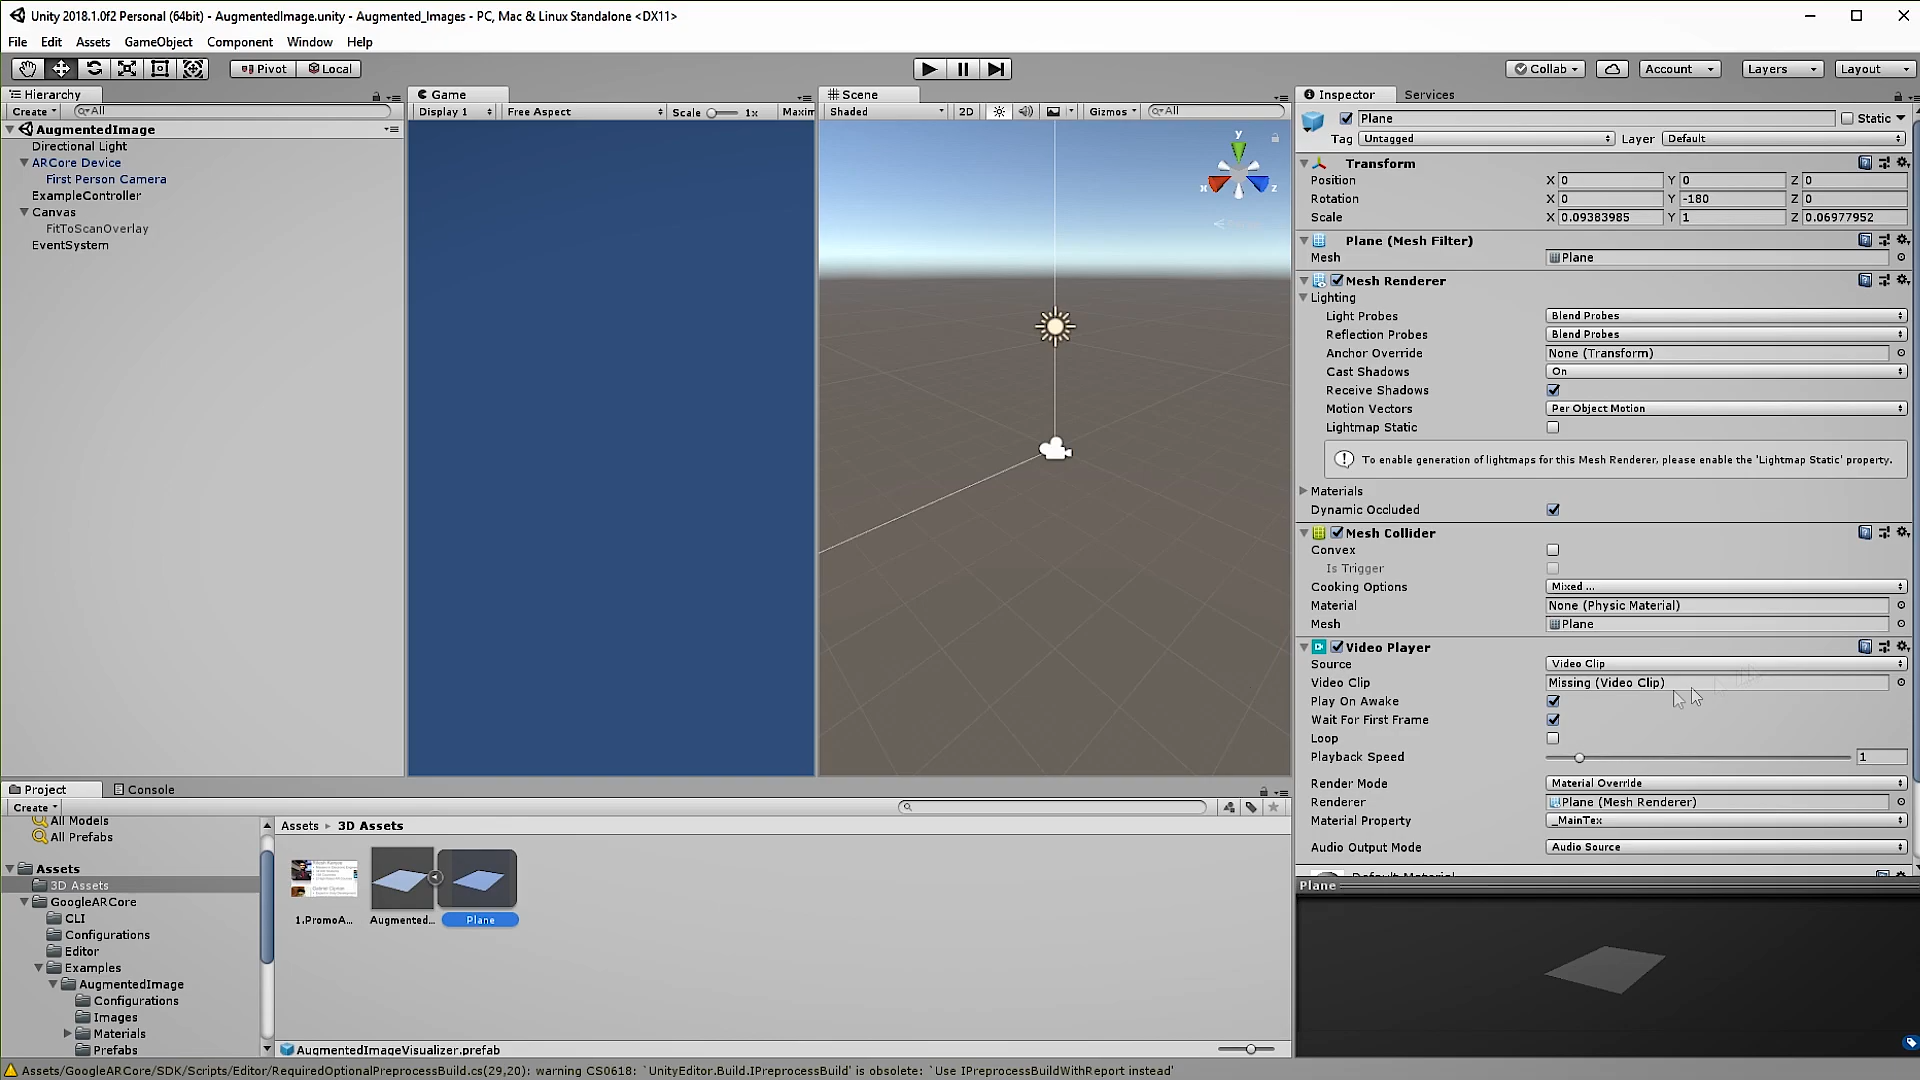 Unity 2018.1.0f2 Personal (64bit) - AugmentedImage.unity - Augmented_Images - PC, Mac & Linux Standalone <DX11>
File Edit Assets GameObject Component Window Help
Pivot Local Collab Account Layers Layout
Hierarchy
Create All
AugmentedImage
Directional Light
ARCore Device
First Person Camera
ExampleController
Canvas
FitToScanOverlay
EventSystem
Game
Display 1 Free Aspect Scale 1x Maxim
Scene
Shaded 2D Gizmos All
y
x
z
Inspector Services
Plane Static
Tag Untagged Layer Default
Transform
Position X 0 Y 0 Z 0
Rotation X 0 Y -180 Z 0
Scale X 0.09383985 Y 1 Z 0.06977952
Plane (Mesh Filter)
Mesh Plane
Mesh Renderer
Lighting
Light Probes Blend Probes
Reflection Probes Blend Probes
Anchor Override None (Transform)
Cast Shadows On
Receive Shadows
Motion Vectors Per Object Motion
Lightmap Static
To enable generation of lightmaps for this Mesh Renderer, please enable the 'Lightmap Static' property.
Materials
Dynamic Occluded
Mesh Collider
Convex
Is Trigger
Cooking Options Mixed ...
Material None (Physic Material)
Mesh Plane
Video Player
Source Video Clip
Video Clip Missing (Video Clip)
Play On Awake
Wait For First Frame
Loop
Playback Speed 1
Render Mode Material Override
Renderer Plane (Mesh Renderer)
Material Property _MainTex
Audio Output Mode Audio Source
Plane
Project Console
Create
All Models
All Prefabs
Assets
3D Assets
GoogleARCore
CLI
Configurations
Editor
Examples
AugmentedImage
Configurations
Images
Materials
Prefabs
Assets 3D Assets
1.PromoA... Augmented... Plane
AugmentedImageVisualizer.prefab
Assets/GoogleARCore/SDK/Scripts/Editor/RequiredOptionalPreprocessBuild.cs(29,20): warning CS0618: `UnityEditor.Build.IPreprocessBuild' is obsolete: `Use IPreprocessBuildWithReport instead'